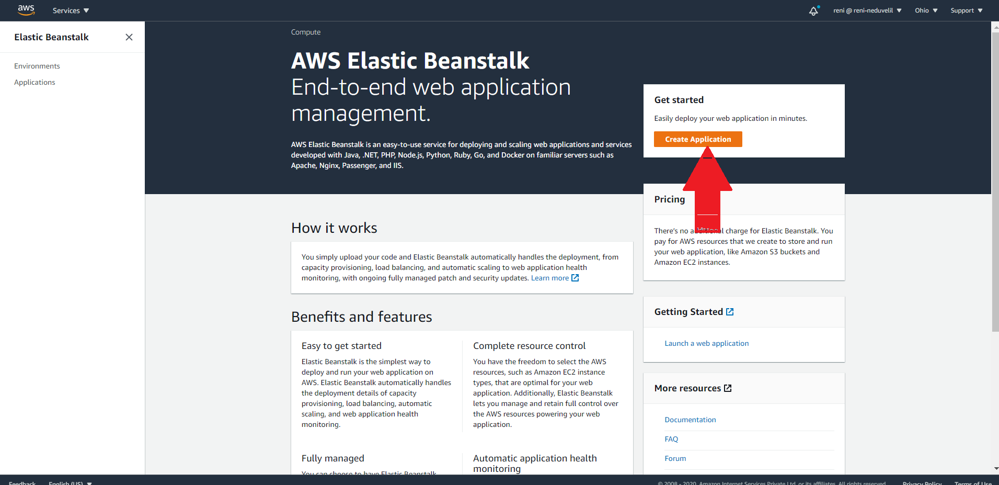 aws
Services
reni @ reni-neduvelil
Ohio
Support
Elastic Beanstalk
Environments
Applications
Compute
AWS Elastic Beanstalk
End-to-end web application
management.
AWS Elastic Beanstalk is an easy-to-use service for deploying and scaling web applications and services
developed with Java, .NET, PHP, Node.js, Python, Ruby, Go, and Docker on familiar servers such as
Apache, Nginx, Passenger, and IIS.
Get started
Easily deploy your web application in minutes.
Create Application
Pricing
There's no additional charge for Elastic Beanstalk. You
pay for AWS resources that we create to store and run
your web application, like Amazon S3 buckets and
Amazon EC2 instances.
How it works
You simply upload your code and Elastic Beanstalk automatically handles the deployment, from
capacity provisioning, load balancing, and automatic scaling to web application health
monitoring, with ongoing fully managed patch and security updates. Learn more
Getting Started
Launch a web application
Benefits and features
Easy to get started
Elastic Beanstalk is the simplest way to
deploy and run your web application on
AWS. Elastic Beanstalk automatically handles
the deployment details of capacity
provisioning, load balancing, automatic
scaling, and web application health
monitoring.
Complete resource control
You have the freedom to select the AWS
resources, such as Amazon EC2 instance
types, that are optimal for your web
application. Additionally, Elastic Beanstalk
lets you manage and retain full control over
the AWS resources powering your web
application.
More resources
Documentation
FAQ
Forum
Fully managed
You can choose to have Elastic Beanstalk
Automatic application health
monitoring
Feedback
English (US)
© 2008 - 2020, Amazon Internet Services Private Ltd. or its affiliates. All rights reserved.
Privacy Policy
Terms of Use